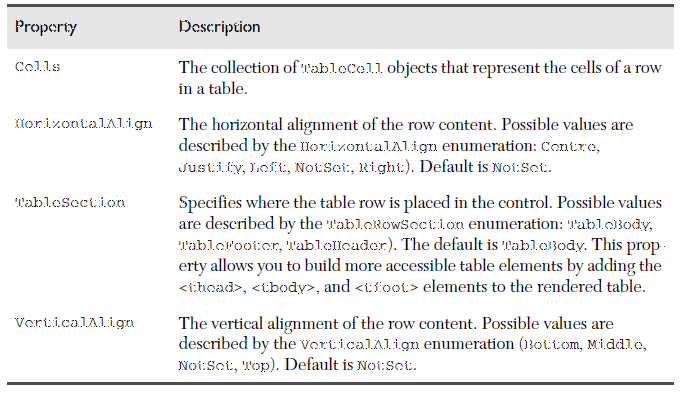 Property Description
Cells The collection of TableCell objects that represent the cells of a row
in a table.
HorizontalAlign The horizontal alignment of the row content. Possible values are
described by the HorizontalAlign enumeration: Centre,
Justify, Left, NotSet, Right). Default is NotSet.
TableSection Specifies where the table row is placed in the control. Possible values
are described by the TableRowSection enumeration: TableBody,
TableFooter, TableHeader). The default is TableBody. This prop-
erty allows you to build more accessible table elements by adding the
<thead>, <tbody>, and <tfoot> elements to the rendered table.
VerticalAlign The vertical alignment of the row content. Possible values are
described by the VerticalAlign enumeration (Bottom, Middle,
NotSet, Top). Default is NotSet.